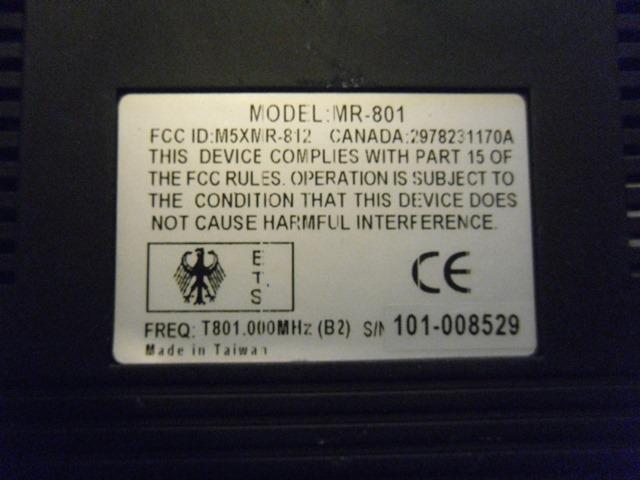 MODEL:MR-801
FCC ID:M5XMR-812 CANADA:2978231170A
THIS DEVICE COMPLIES WITH PART 15 OF
THE FCC RULES. OPERATION IS SUBJECT TO
THE CONDITION THAT THIS DEVICE DOES
NOT CAUSE HARMFUL INTERFERENCE.
E
T
S
CE
FREQ: T801.000MHz (B2) S/N 101-008529
Made in Taiwan